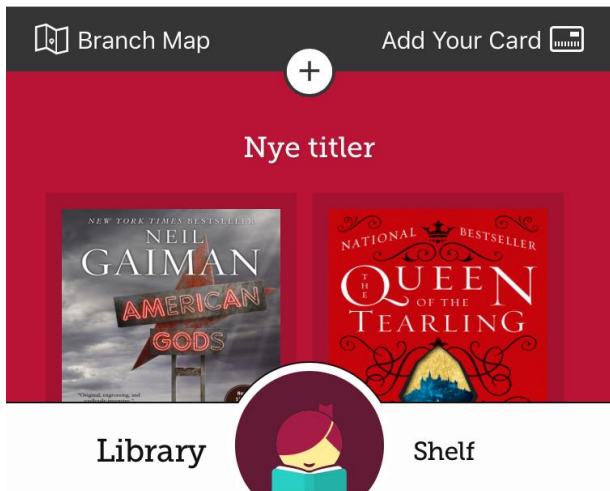 Branch Map
Add Your Card
+
Nye titler
NEW YORK TIMES BESTSELLER
NEIL
GAIMAN
AMERICAN
GODS
NATIONAL BESTSELLER
THE
QUEEN
OF THE
TEARLING
Library
Shelf